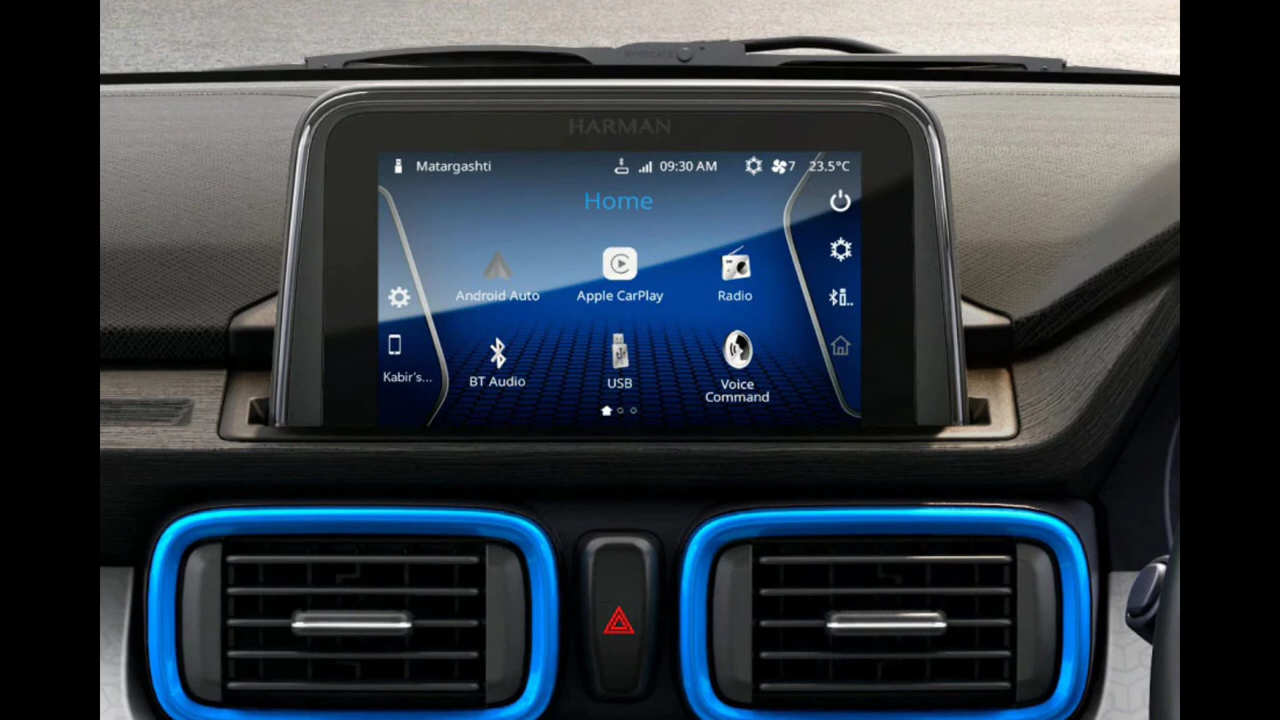 HARMAN
Matargashti 09:30 AM 7 23.5°C
Home
Android Auto Apple CarPlay Radio
Kabir's...
BT Audio USB Voice
Command